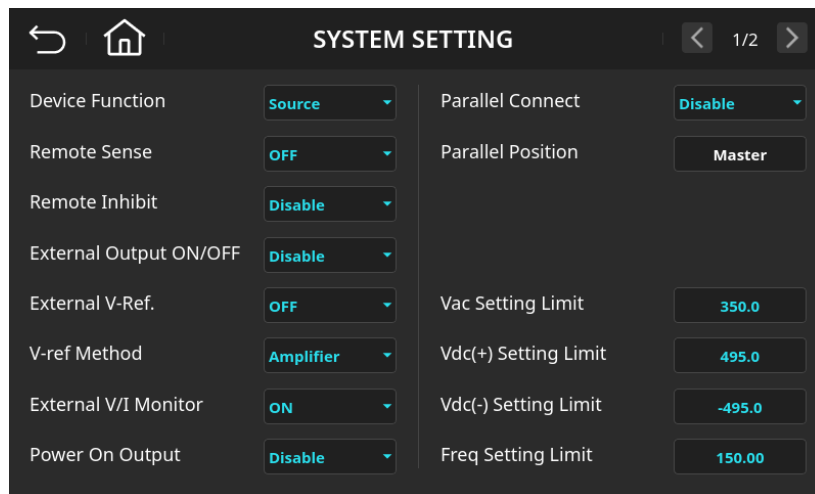 SYSTEM SETTING
1/2
Device Function Source
Remote Sense OFF
Remote Inhibit Disable
External Output ON/OFF Disable
External V-Ref. OFF
V-ref Method Amplifier
External V/I Monitor ON
Power On Output Disable
Parallel Connect Disable
Parallel Position Master
Vac Setting Limit 350.0
Vdc(+) Setting Limit 495.0
Vdc(-) Setting Limit -495.0
Freq Setting Limit 150.00